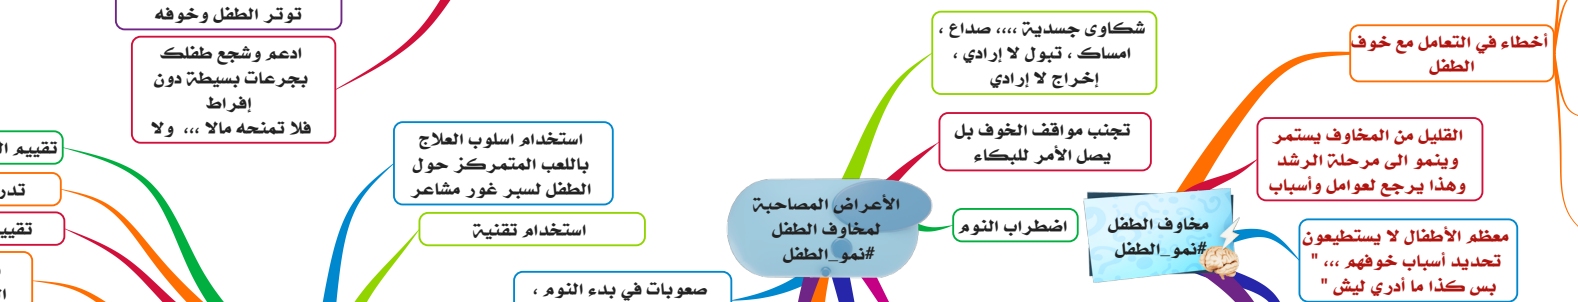 أخطاء في التعامل مع خوف
الطفل
القليل من المخاوف يستمر
وينمو الى مرحلة الرشد
وهذا يرجع لعوامل وأسباب
معظم الأطفال لا يستطيعون
تحديد أسباب خوفهم ،،، "
بس كذا ما أدري ليش "
مخاوف الطفل
#نمو_الطفل
شكاوى جسدية ،،،، صداع ،
امساك ، تبول لا إرادي ،
إخراج لا إرادي
تجنب مواقف الخوف بل
يصل الأمر للبكاء
اضطراب النوم
الأعراض المصاحبة
لمخاوف الطفل
#نمو_الطفل
صعوبات في بدء النوم ،
استخدام اسلوب العلاج
باللعب المتمركز حول
الطفل لسبر غور مشاعر
استخدام تقنية
توتر الطفل وخوفه
ادعم وشجع طفلك
بجرعات بسيطة دون
إفراط
فلا تمنحه مالا ،،، ولا
تقييم